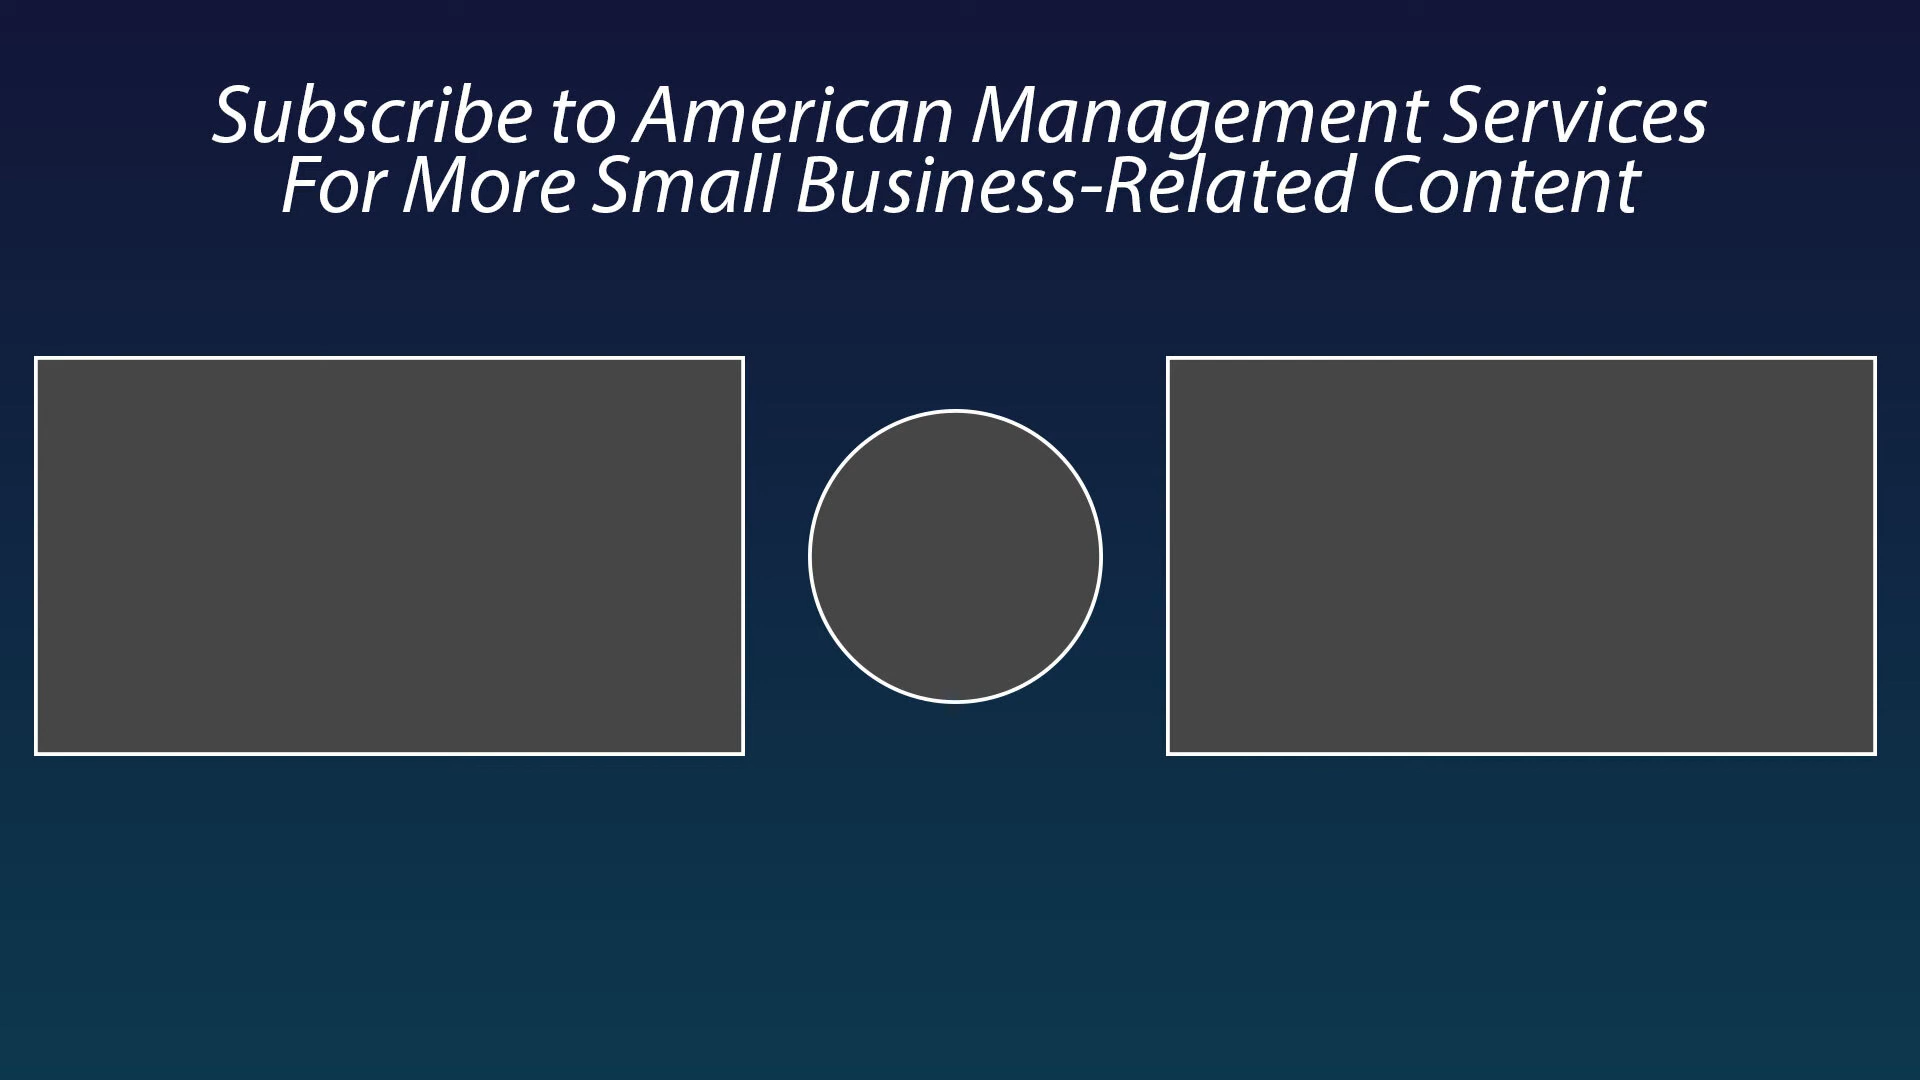 Subscribe to American Management Services
For More Small Business-Related Content